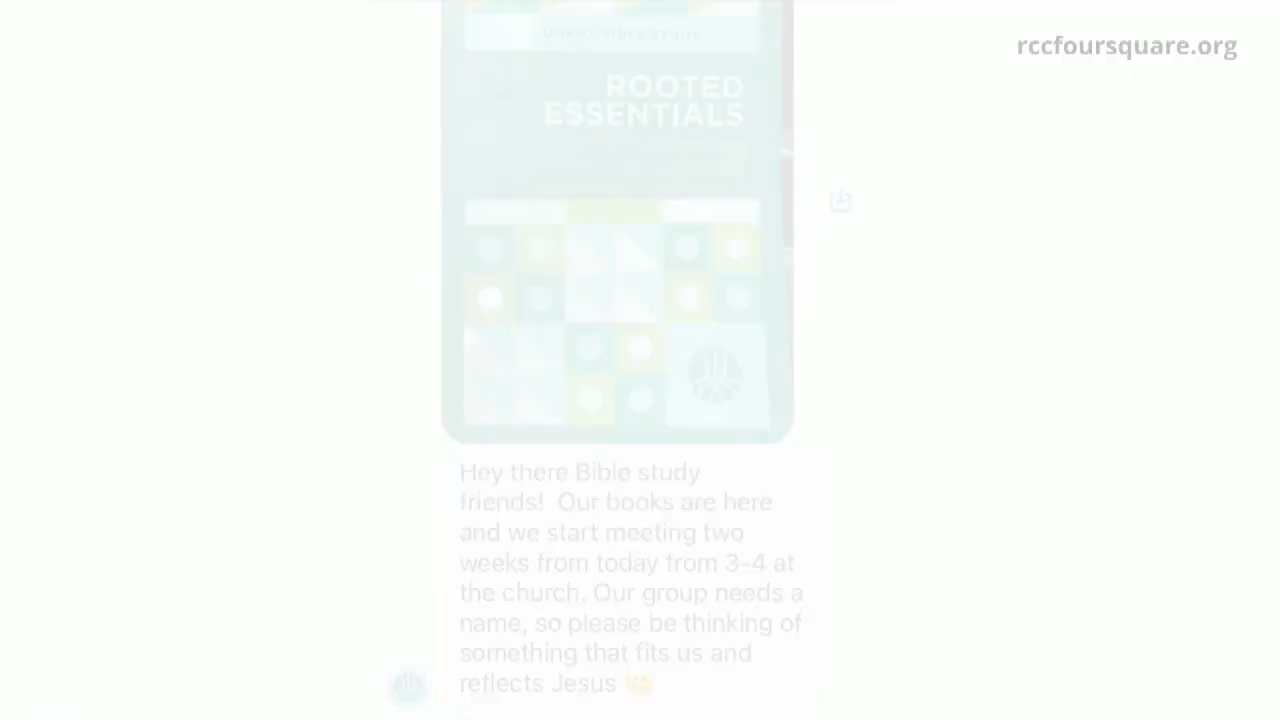 rccfoursquare.org
ROOTED
ESSENTIALS
Hey there Bible study
friends!  Our books are here
and we start meeting two
weeks from today from 3-4 at
the church. Our group needs a
name, so please be thinking of
something that fits us and
reflects Jesus 😁